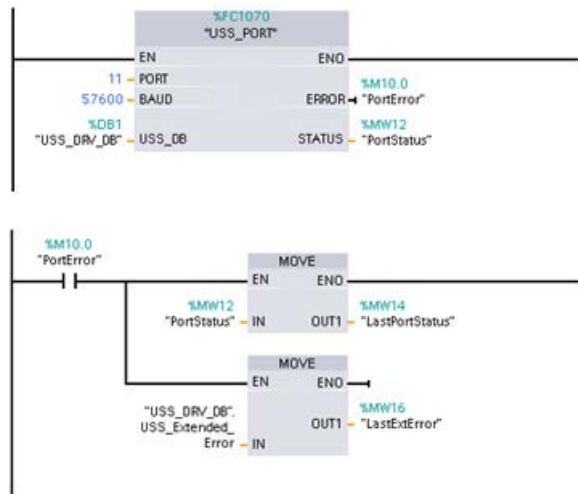 %FC1070
"USS_PORT"
EN ENO
11 PORT %M10.0
57600 BAUD ERROR "PortError"
%DB1 %MW12
"USS_DRV_DB" USS_DB STATUS "PortStatus"
%M10.0
"PortError" MOVE
EN ENO
%MW12 %MW14
"PortStatus" IN OUT1 "LastPortStatus"
MOVE
EN ENO
"USS_DRV_DB". %MW16
USS_Extended_ OUT1 "LastExtError"
Error IN